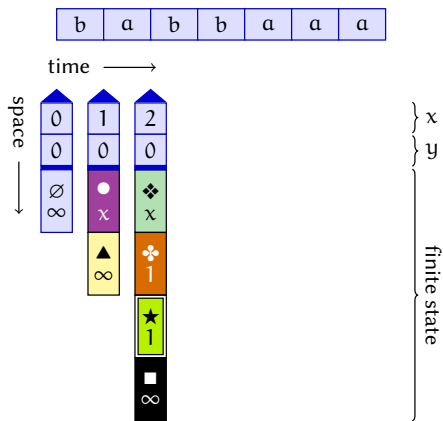 b a b b a a a
time ⟶
space ⟶
0 1 2 x
0 0 0 y
∅ ● ❖
∞ x x
▲ ✤
∞ 1
★
1
■
∞
finite state